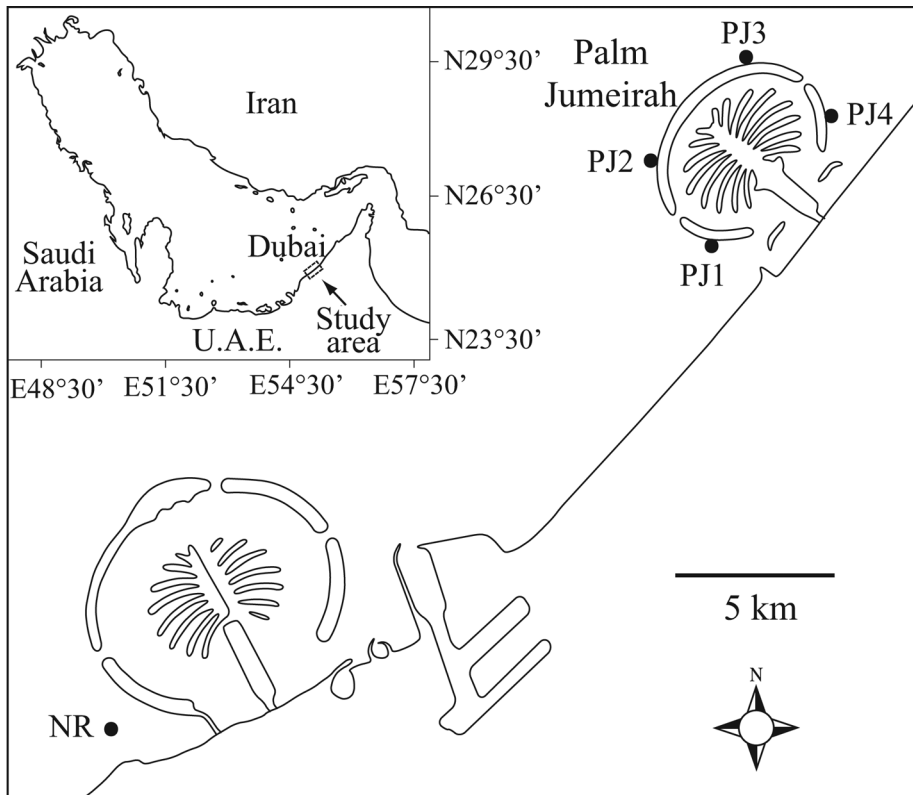 Iran
Saudi
Arabia
Dubai
U.A.E.
Study
area
N29°30'
N26°30'
N23°30'
E48°30'
E51°30'
E54°30'
E57°30'
Palm
Jumeirah
PJ3
PJ4
PJ2
PJ1
5 km
N
NR